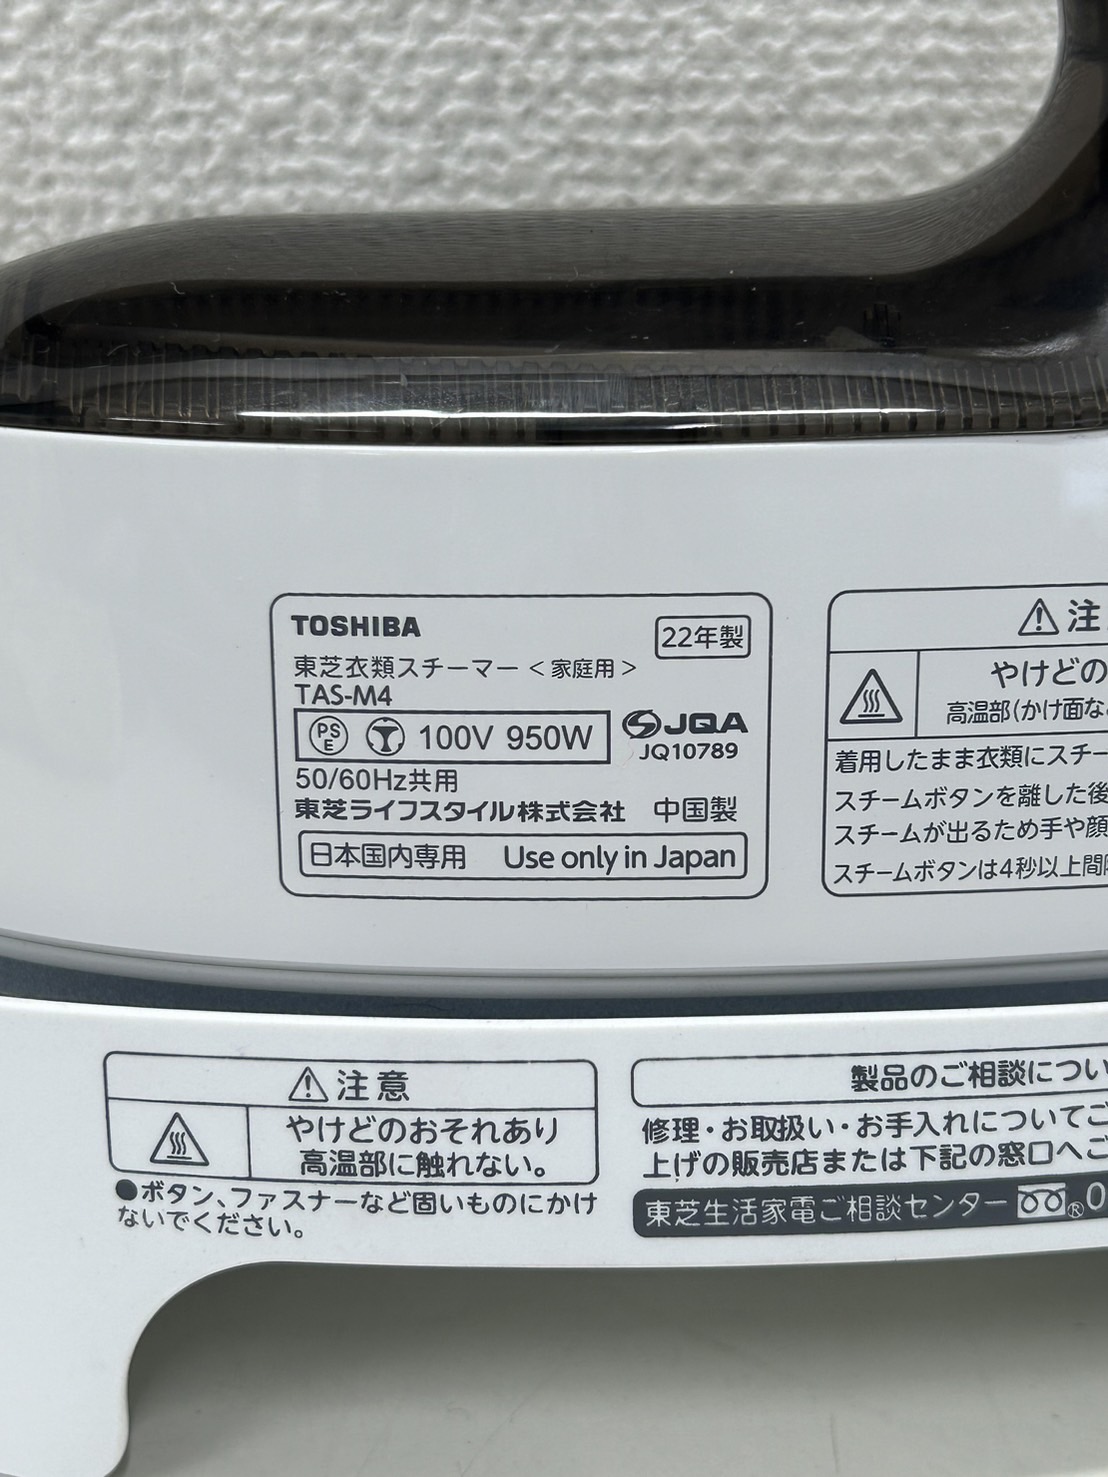 TOSHIBA
22年製
東芝衣類スチーマー<家庭用>
TAS-M4
PSE 100V 950W
JQA
JQ10789
50/60Hz共用
東芝ライフスタイル株式会社 中国製
日本国内専用 Use only in Japan
注
やけどの
高温部(かけ面な
着用したまま衣類にスチー
スチームボタンを離した後
スチームが出るため手や顔
スチームボタンは4秒以上間
注意
やけどのおそれあり
高温部に触れない。
●ボタン、ファスナーなど固いものにかけ
ないでください。
製品のご相談につい
修理・お取扱い・お手入れについてご
上げの販売店または下記の窓口へご
東芝生活家電ご相談センター ® 0